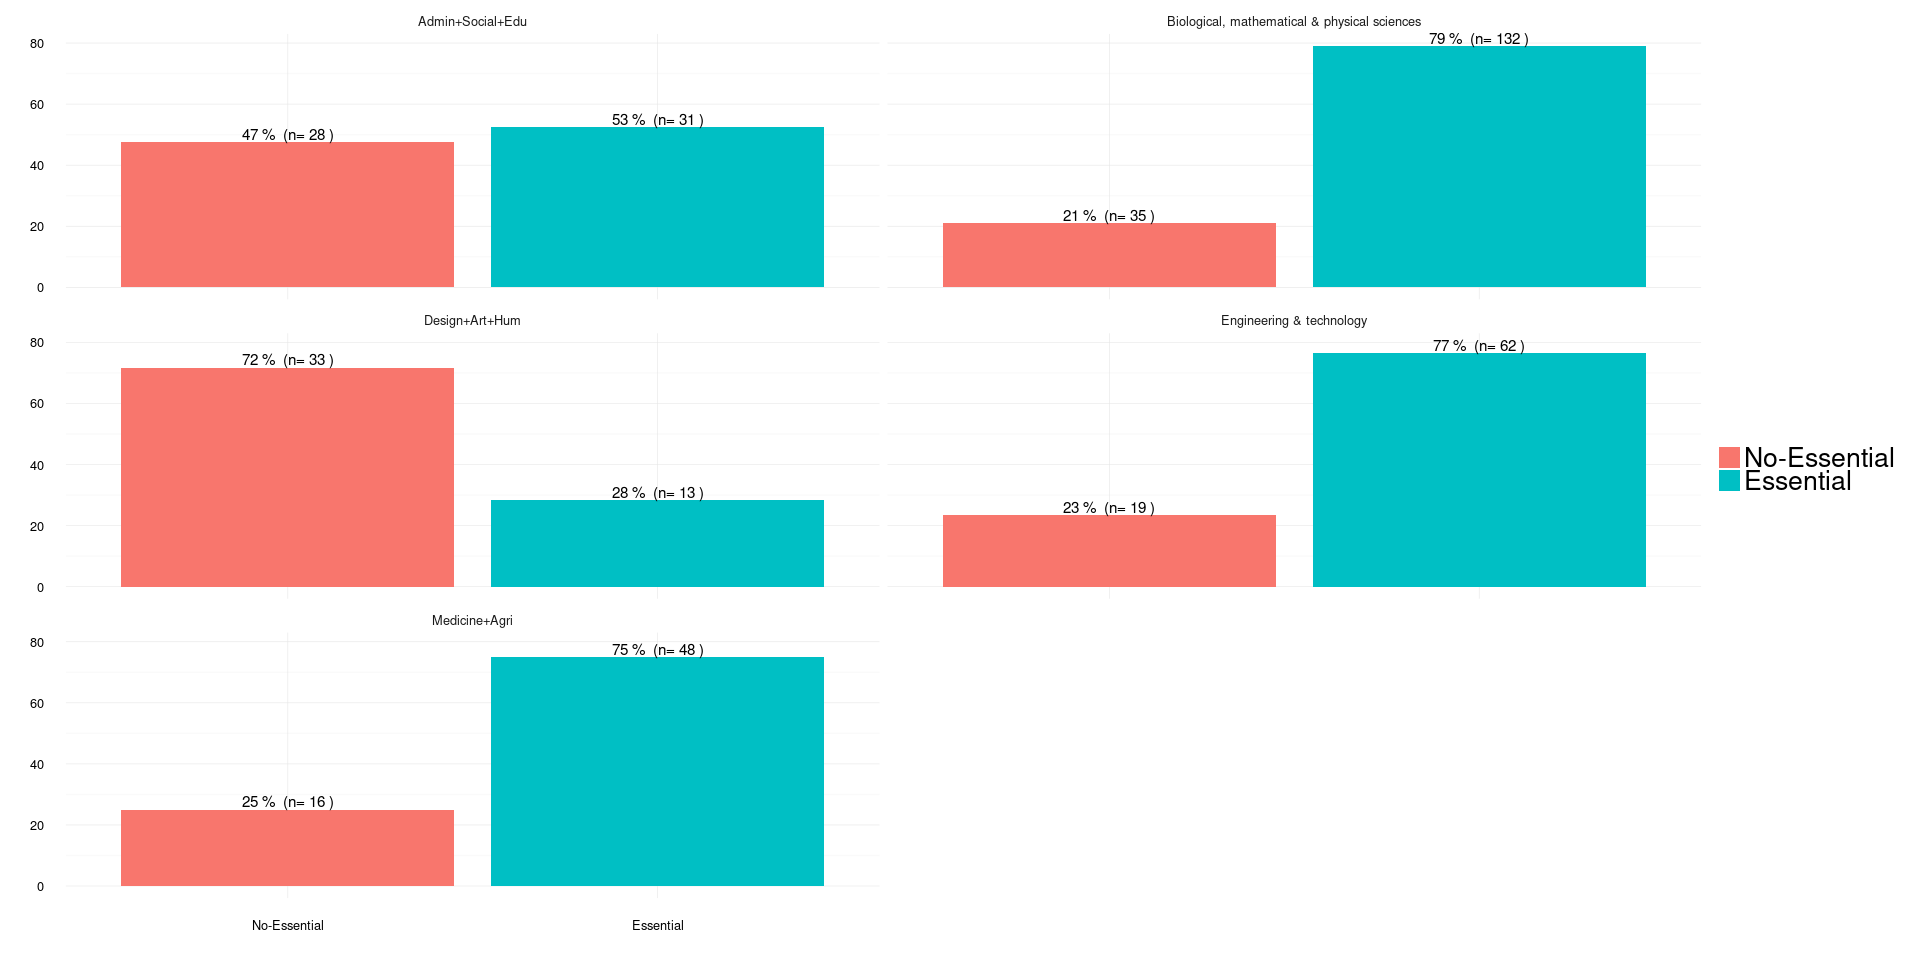 Admin+Social+Edu
80
60
40
20
0
47 % (n= 28 )
53 % (n= 31 )
Biological, mathematical & physical sciences
21 % (n= 35 )
79 % (n= 132 )
Design+Art+Hum
80
60
40
20
0
72 % (n= 33 )
28 % (n= 13 )
Engineering & technology
23 % (n= 19 )
77 % (n= 62 )
Medicine+Agri
80
60
40
20
0
25 % (n= 16 )
75 % (n= 48 )
No-Essential
Essential
No-Essential
Essential